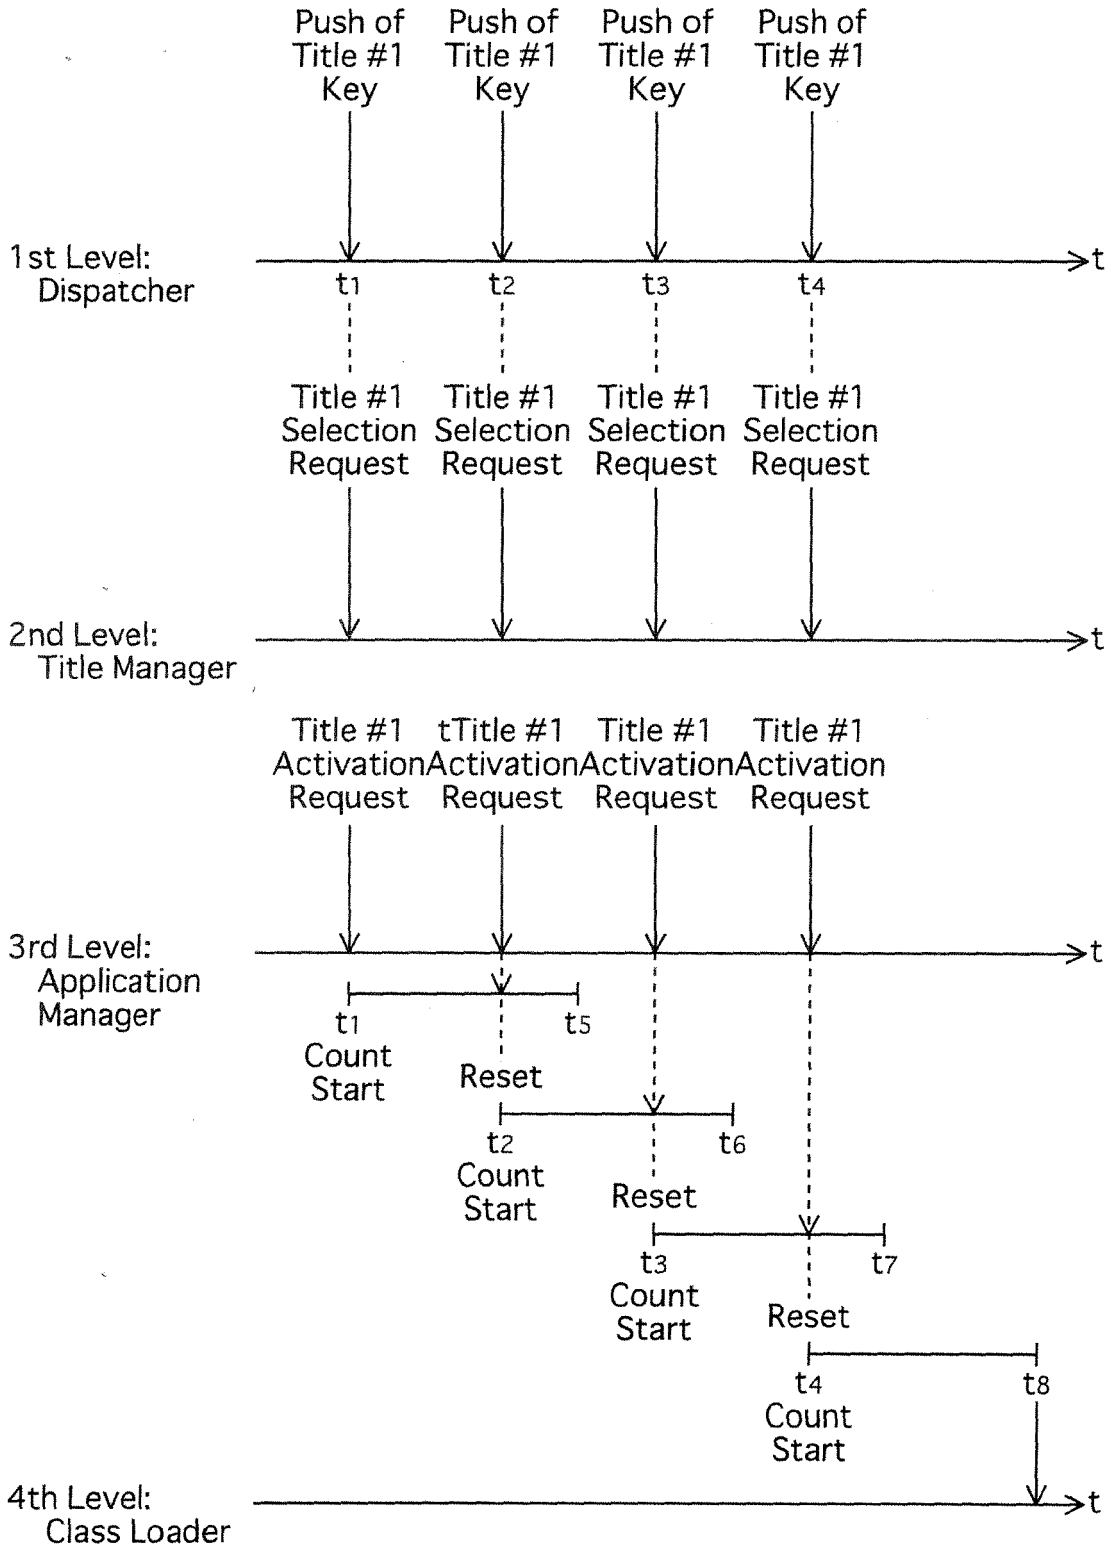 Push of Push of Push of Push of
Title #1 Title #1 Title #1 Title #1
Key Key Key Key
1st Level:
Dispatcher
t
t1 t2 t3 t4
Title #1 Title #1 Title #1 Title #1
Selection Selection Selection Selection
Request Request Request Request
2nd Level:
Title Manager
t
Title #1 tTitle #1 Title #1 Title #1
Activation Activation Activation Activation
Request Request Request Request
3rd Level:
Application
Manager
t
t1 t5
Count
Start
Reset
t2 t6
Count
Start
Reset
t3 t7
Count
Start
Reset
t4 t8
Count
Start
4th Level:
Class Loader
t